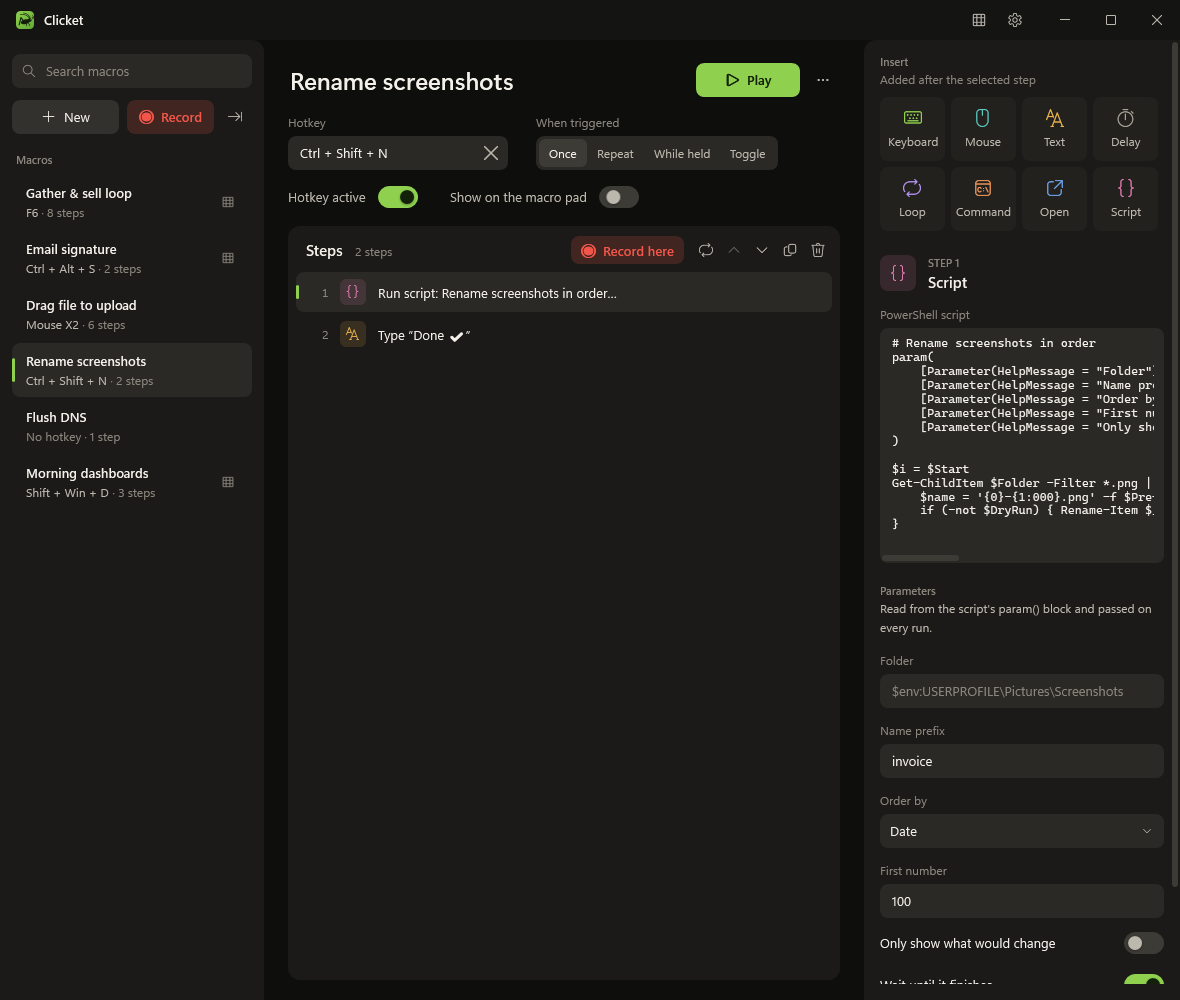 Clicket
Search macros
New
Record
Macros
Gather & sell loop
F6 · 8 steps
Email signature
Ctrl + Alt + S · 2 steps
Drag file to upload
Mouse X2 · 6 steps
Rename screenshots
Ctrl + Shift + N · 2 steps
Flush DNS
No hotkey · 1 step
Morning dashboards
Shift + Win + D · 3 steps
Rename screenshots
Play
Hotkey
Ctrl + Shift + N
When triggered
Once Repeat While held Toggle
Hotkey active
Show on the macro pad
Steps 2 steps
Record here
1 Run script: Rename screenshots in order...
2 Type “Done ✔”
Insert
Added after the selected step
Keyboard Mouse Text Delay
Loop Command Open Script
STEP 1
Script
PowerShell script
# Rename screenshots in order
param(
    [Parameter(HelpMessage = "Folder")
    [Parameter(HelpMessage = "Name pre
    [Parameter(HelpMessage = "Order by
    [Parameter(HelpMessage = "First nu
    [Parameter(HelpMessage = "Only sho
)
$i = $Start
Get-ChildItem $Folder -Filter *.png |
    $name = '{0}-{1:000}.png' -f $Pre
    if (-not $DryRun) { Rename-Item $_
}
Parameters
Read from the script's param() block and passed on
every run.
Folder
$env:USERPROFILE\Pictures\Screenshots
Name prefix
invoice
Order by
Date
First number
100
Only show what would change
Wait until it finishes